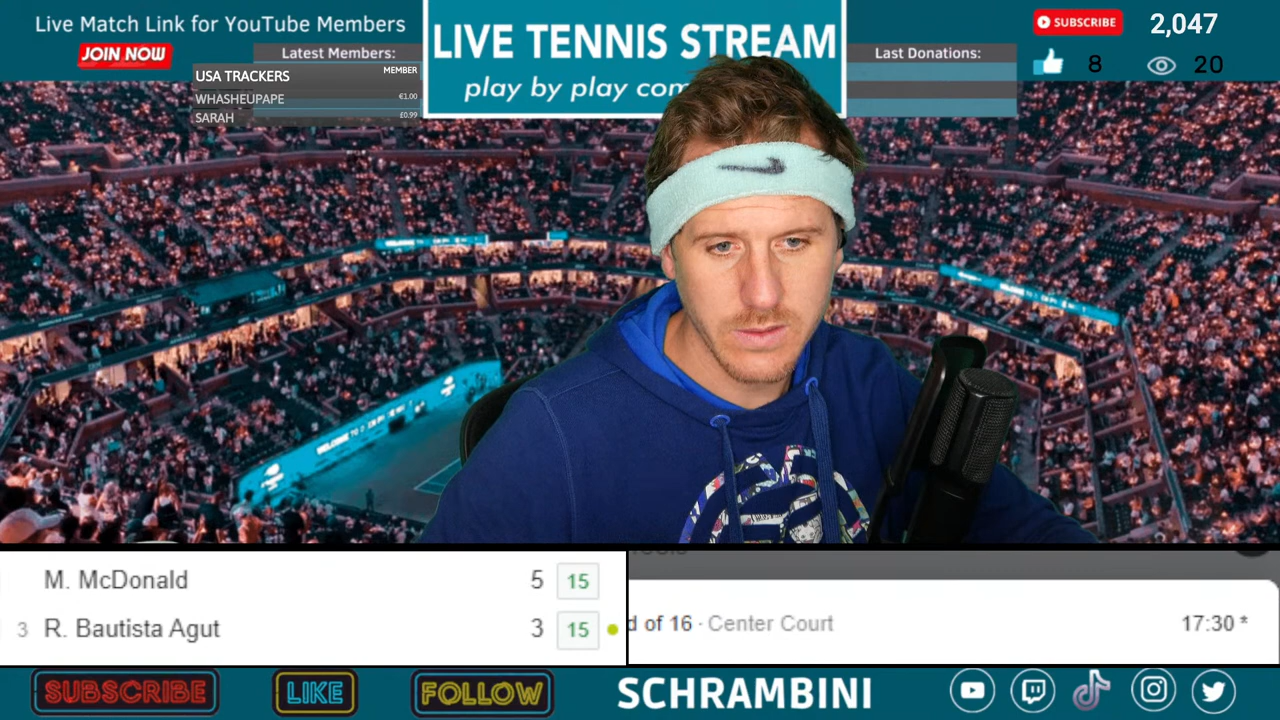 Live Match Link for YouTube Members
JOIN NOW
Latest Members:
USA TRACKERS MEMBER
WHASHEUPAPE €1.00
SARAH £0.99
LIVE TENNIS STREAM
play by play com
Last Donations:
SUBSCRIBE 2,047
8 20
M. McDonald 5 15
3 R. Bautista Agut 3 15
d of 16 · Center Court 17:30 *
SUBSCRIBE
LIKE
FOLLOW
SCHRAMBINI